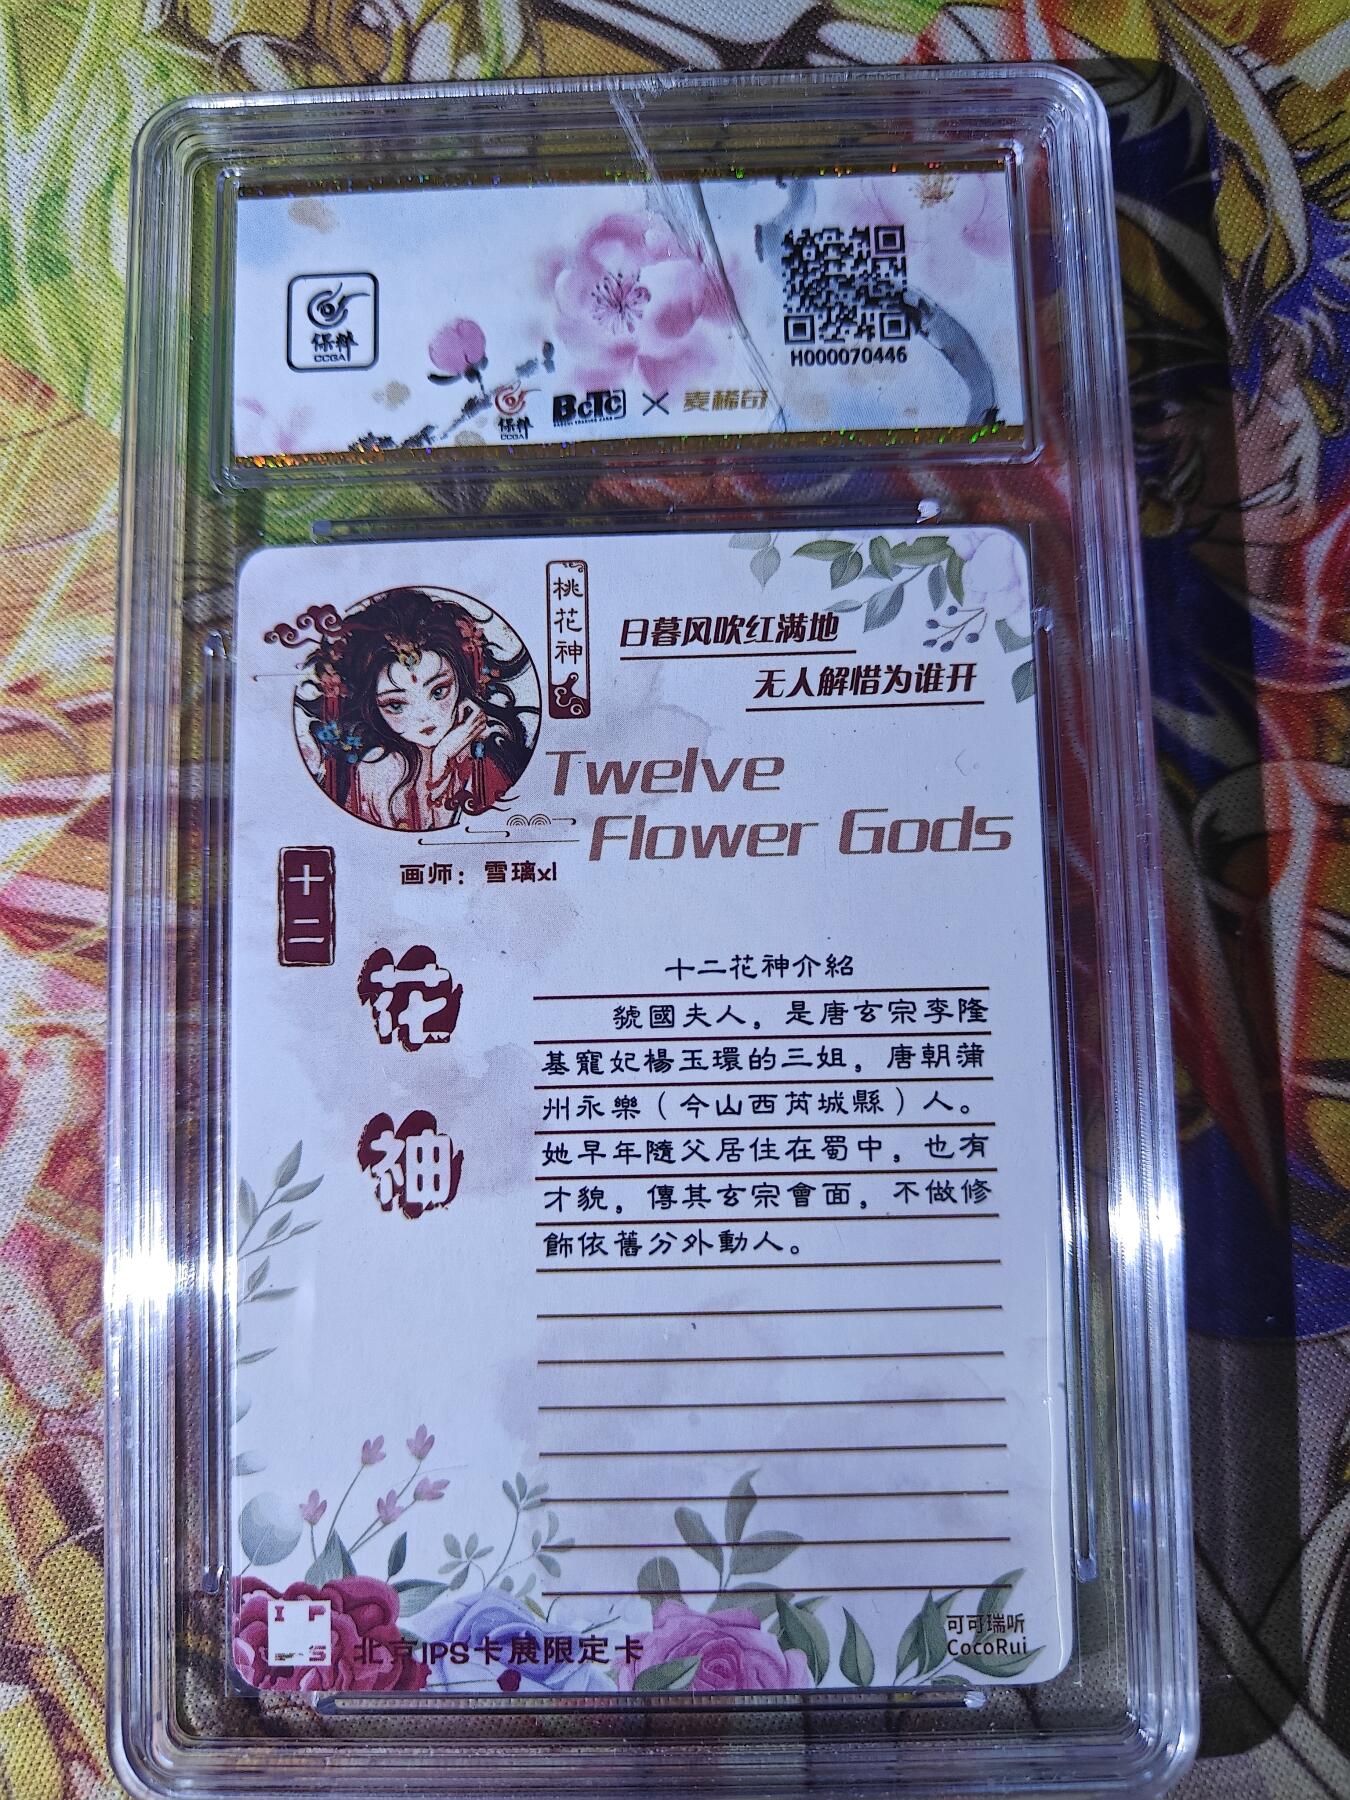 保粹
CCGA
H000070446
保粹
CCGA
BCTC × 麦稀奇
桃花神
日暮风吹红满地
无人解惜为谁开
Twelve
Flower Gods
画师：雪璃xl
十二
花
神
十二花神介紹
虢國夫人，是唐玄宗李隆
基寵妃楊玉環的三姐，唐朝蒲
州永樂（今山西芮城縣）人。
她早年隨父居住在蜀中，也有
才貌，傳其玄宗會面，不做修
飾依舊分外動人。
IP
S
北京IPS卡展限定卡
可可瑞听
CocoRui